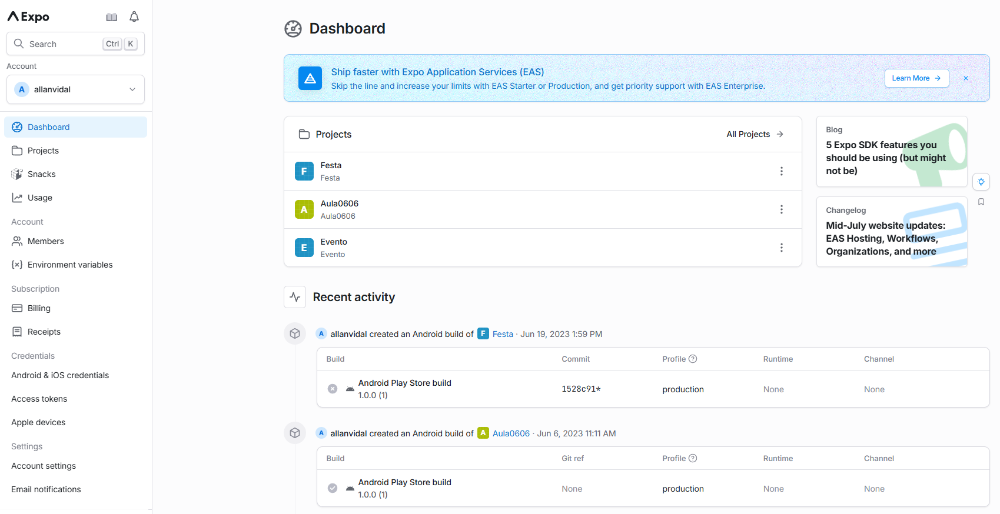 Expo
Search Ctrl K
Account
A allanvidal
Dashboard
Projects
Snacks
Usage
Account
Members
Environment variables
Subscription
Billing
Receipts
Credentials
Android & iOS credentials
Access tokens
Apple devices
Settings
Account settings
Email notifications
Dashboard
Ship faster with Expo Application Services (EAS)
Skip the line and increase your limits with EAS Starter or Production, and get priority support with EAS Enterprise.
Learn More
Projects
All Projects
F
Festa
Festa
A
Aula0606
Aula0606
E
Evento
Evento
Blog
5 Expo SDK features you
should be using (but might
not be)
Changelog
Mid-July website updates:
EAS Hosting, Workflows,
Organizations, and more
Recent activity
A allanvidal created an Android build of F Festa · Jun 19, 2023 1:59 PM
Build Commit Profile Runtime Channel
Android Play Store build
1.0.0 (1)
1528c91* production None None
A allanvidal created an Android build of A Aula0606 · Jun 6, 2023 11:11 AM
Build Git ref Profile Runtime Channel
Android Play Store build
1.0.0 (1)
None production None None